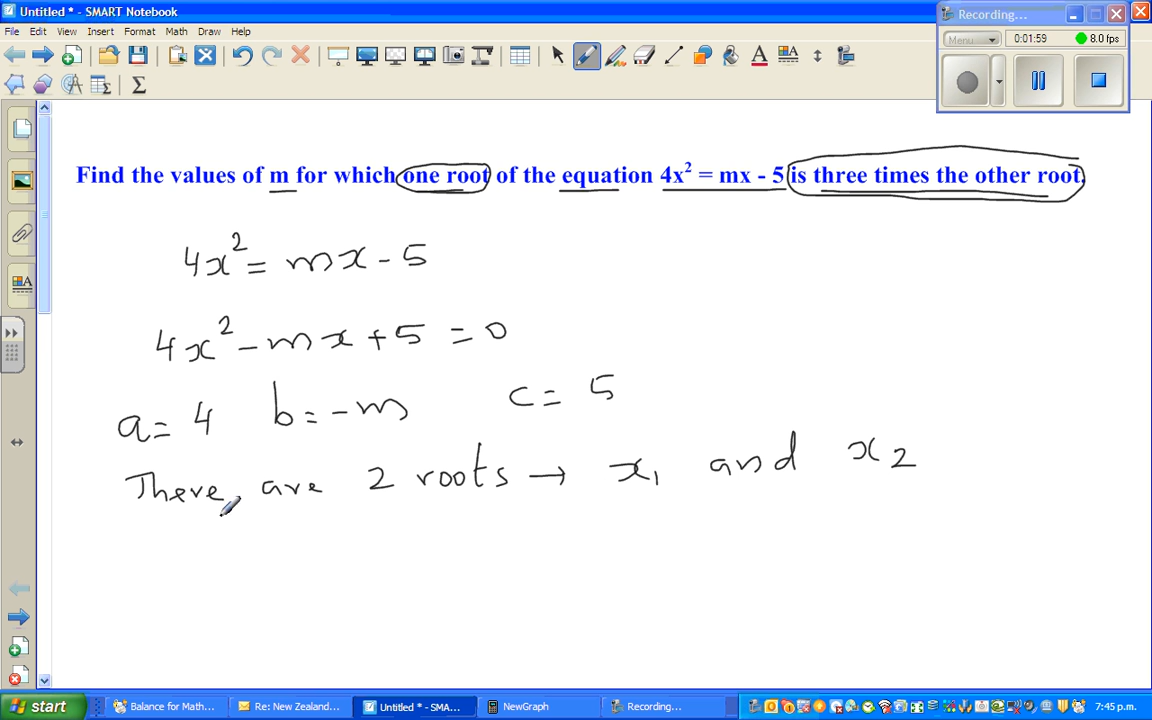 Untitled * - SMART Notebook
Recording...
File Edit View Insert Format Math Draw Help
Menu
0:01:59
8.0 fps
Find the values of m for which one root of the equation 4x² = mx - 5 is three times the other root.
4x² = mx - 5
4x² - mx + 5 = 0
a = 4 b = -m c = 5
There are 2 roots → x₁ and x₂
start
Balance for Math...
Re: New Zealand...
Untitled * - SMA...
NewGraph
Recording...
7:45 p.m.